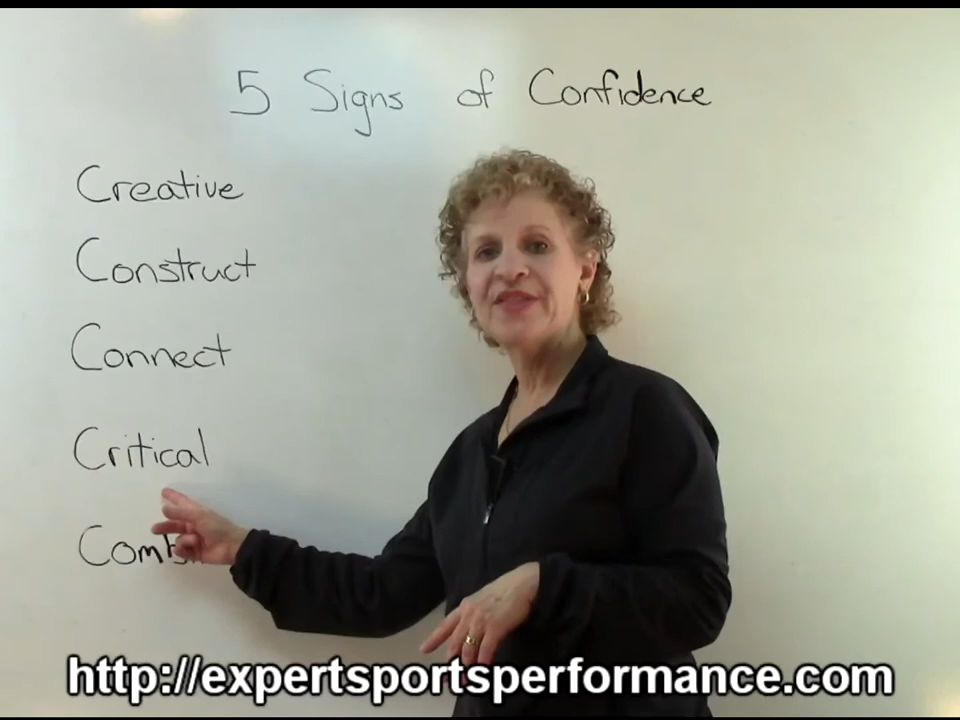 5 Signs of Confidence
Creative
Construct
Connect
Critical
http://expertsportsperformance.com